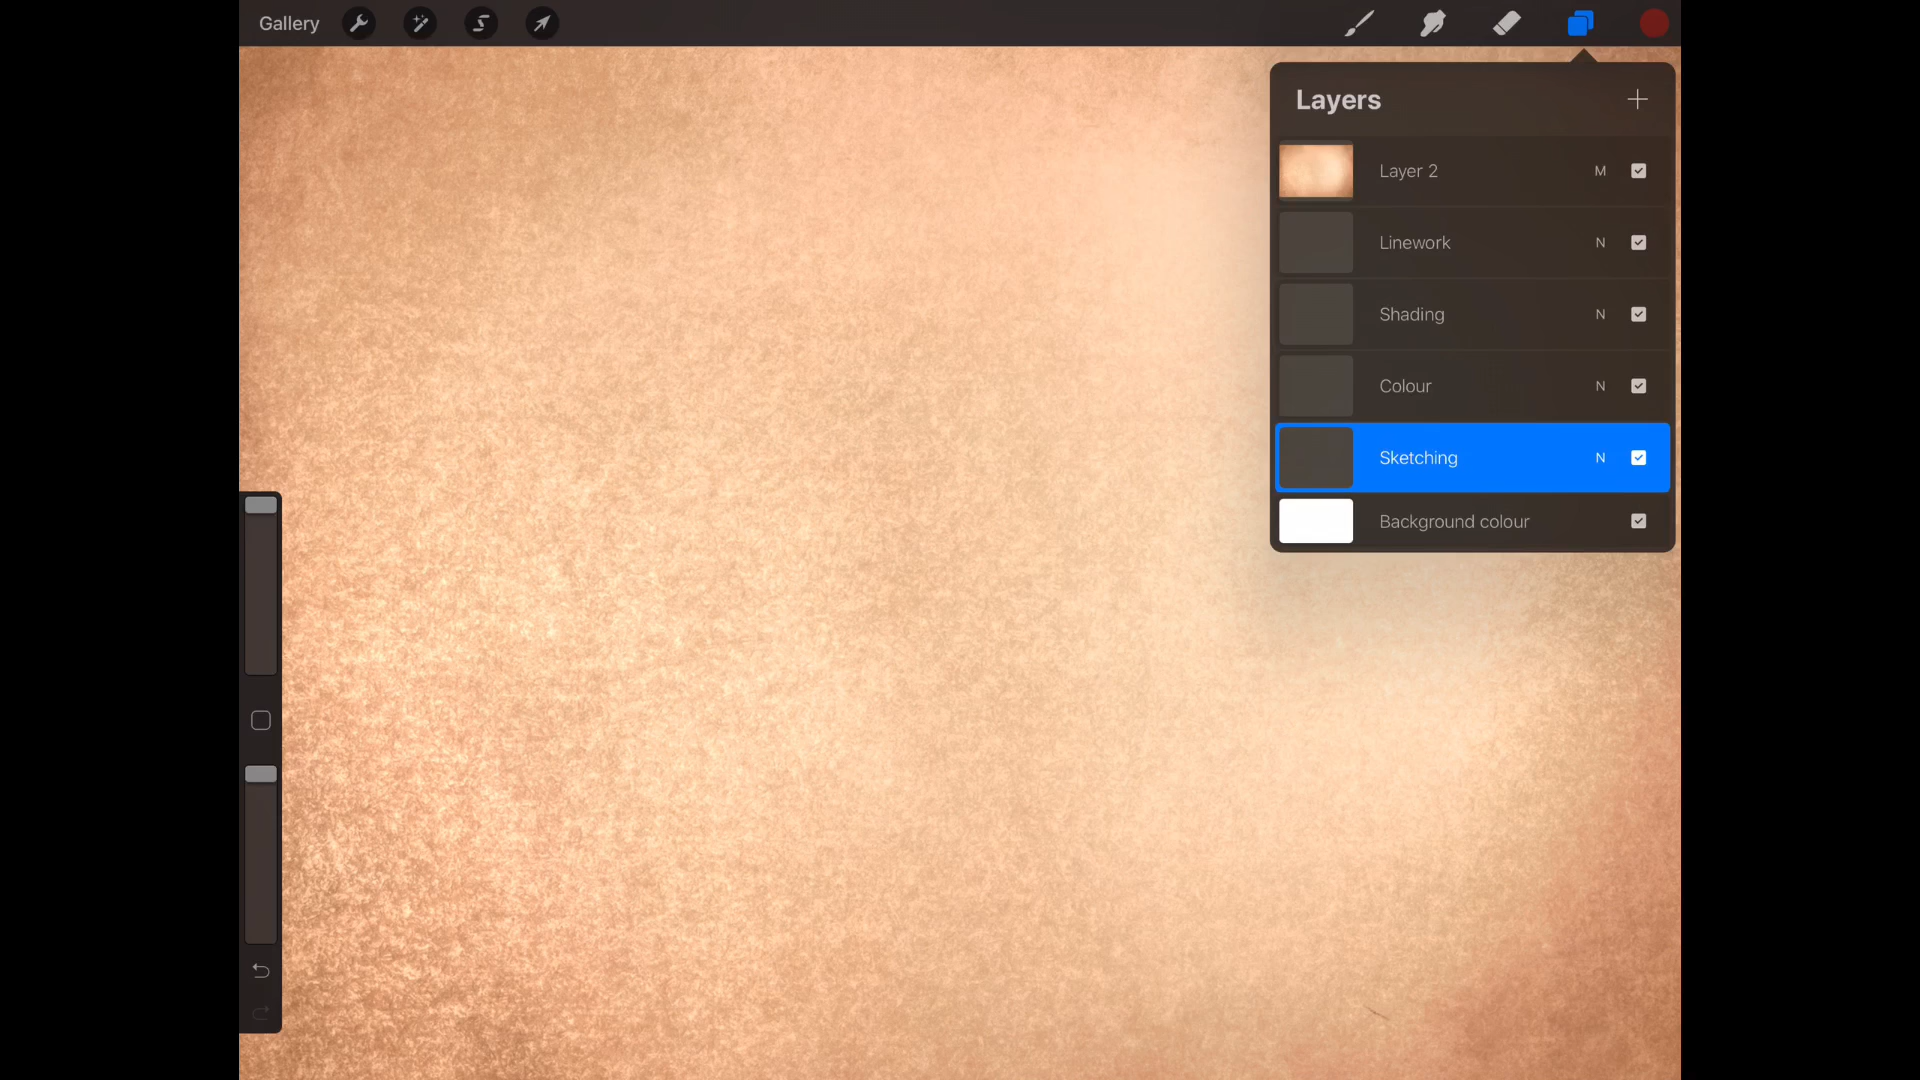 Gallery
Layers
Layer 2 M
Linework N
Shading N
Colour N
Sketching N
Background colour